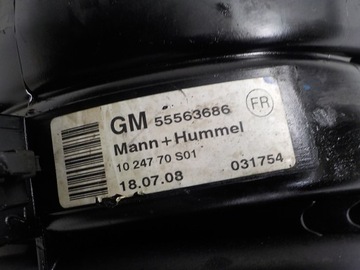 GM 55563686
FR
Mann+Hummel
10 247 70 S01
18.07.08 031754